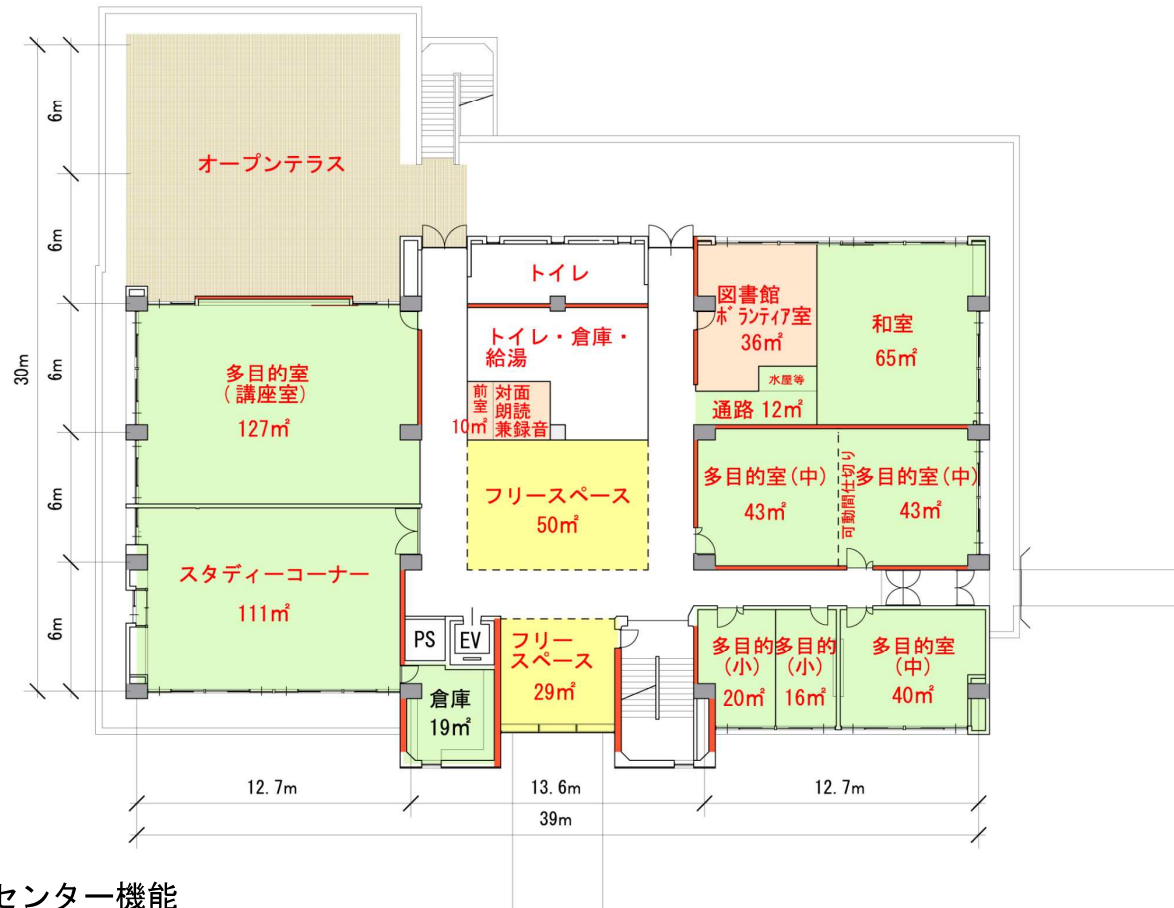 オープンテラス
6m
6m
6m
6m
6m
30m
トイレ
トイレ・倉庫・
給湯
前室
10㎡
対面
朗読
兼録音
図書館
ボランティア室
36㎡
和室
65㎡
水屋等
通路 12㎡
多目的室
(講座室)
127㎡
フリースペース
50㎡
多目的室(中)
43㎡
可動間仕切り
多目的室(中)
43㎡
スタディーコーナー
111㎡
PS
EV
フリー
スペース
29㎡
倉庫
19㎡
多目的
(小)
20㎡
多目的
(小)
16㎡
多目的室
(中)
40㎡
12.7m
13.6m
12.7m
39m
センター機能